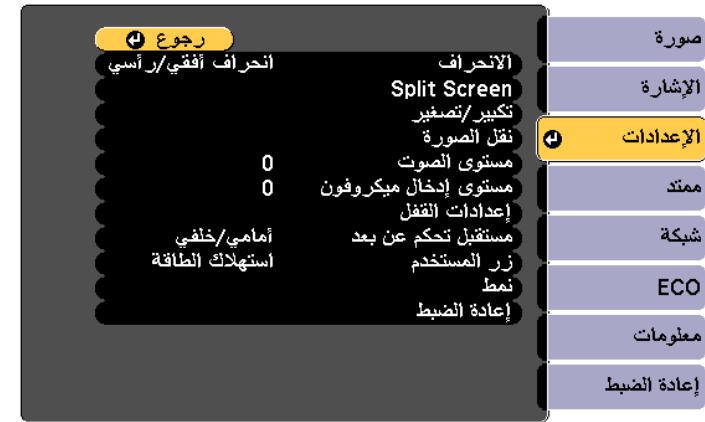 رجوع
الانحراف انحراف أفقي/رأسي
Split Screen
تكبير/تصغير
نقل الصورة
مستوى الصوت 0
مستوى إدخال ميكروفون 0
إعدادات القفل
مستقبل تحكم عن بعد أمامي/خلفي
زر المستخدم استهلاك الطاقة
نمط
إعادة الضبط
صورة
الإشارة
الإعدادات
ممتد
شبكة
ECO
معلومات
إعادة الضبط